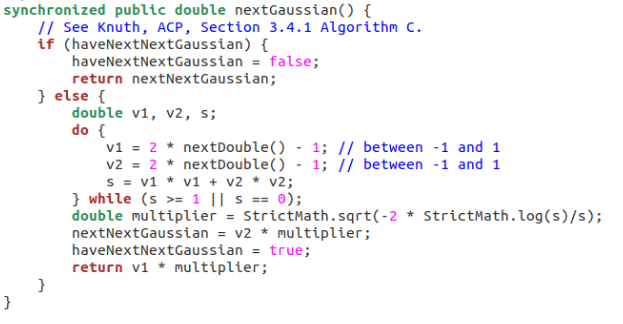 synchronized public double nextGaussian() {
    // See Knuth, ACP, Section 3.4.1 Algorithm C.
    if (haveNextNextGaussian) {
        haveNextNextGaussian = false;
        return nextNextGaussian;
    } else {
        double v1, v2, s;
        do {
            v1 = 2 * nextDouble() - 1; // between -1 and 1
            v2 = 2 * nextDouble() - 1; // between -1 and 1
            s = v1 * v1 + v2 * v2;
        } while (s >= 1 || s == 0);
        double multiplier = StrictMath.sqrt(-2 * StrictMath.log(s)/s);
        nextNextGaussian = v2 * multiplier;
        haveNextNextGaussian = true;
        return v1 * multiplier;
    }
}